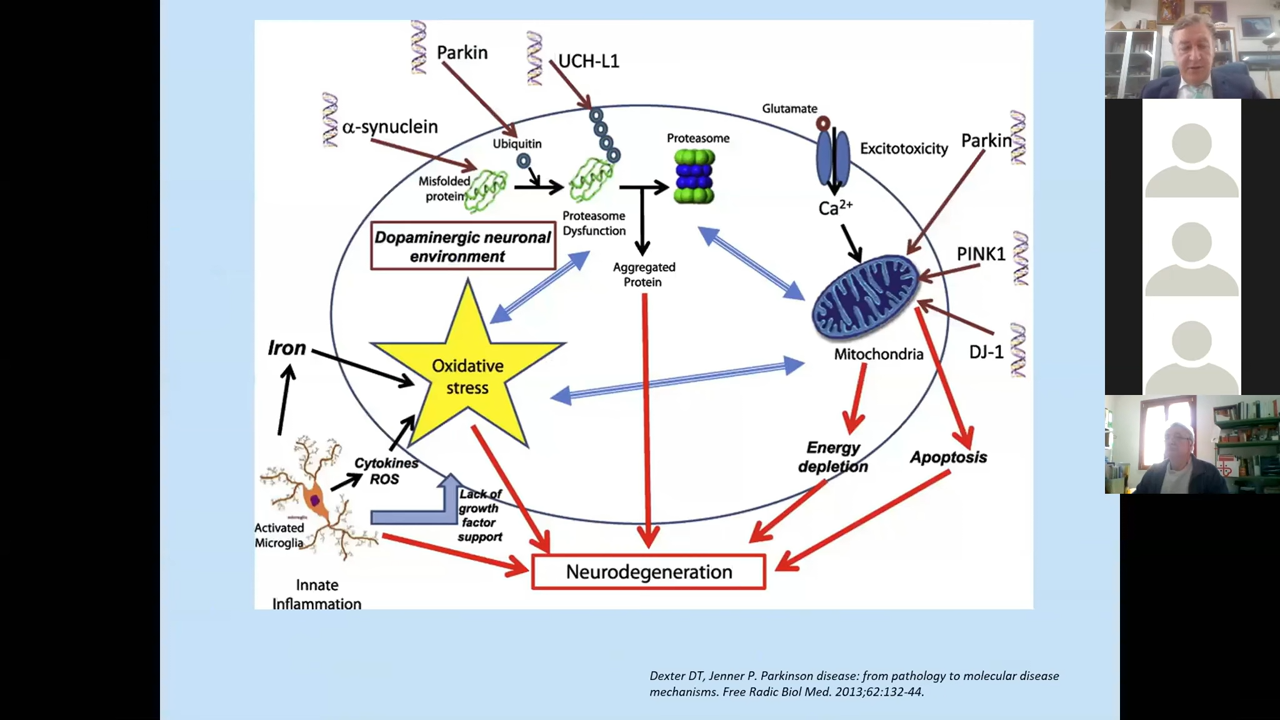 Parkin
UCH-L1
α-synuclein
Ubiquitin
Misfolded
protein
Proteasome
Dysfunction
Proteasome
Glutamate
Excitotoxicity
Ca²⁺
Parkin
PINK1
DJ-1
Mitochondria
Dopaminergic neuronal
environment
Aggregated
Protein
Iron
Oxidative
stress
Cytokines
ROS
microglia
Activated
Microglia
Lack of
growth
factor
support
Innate
Inflammation
Energy
depletion
Apoptosis
Neurodegeneration
Dexter DT, Jenner P. Parkinson disease: from pathology to molecular disease
mechanisms. Free Radic Biol Med. 2013;62:132-44.